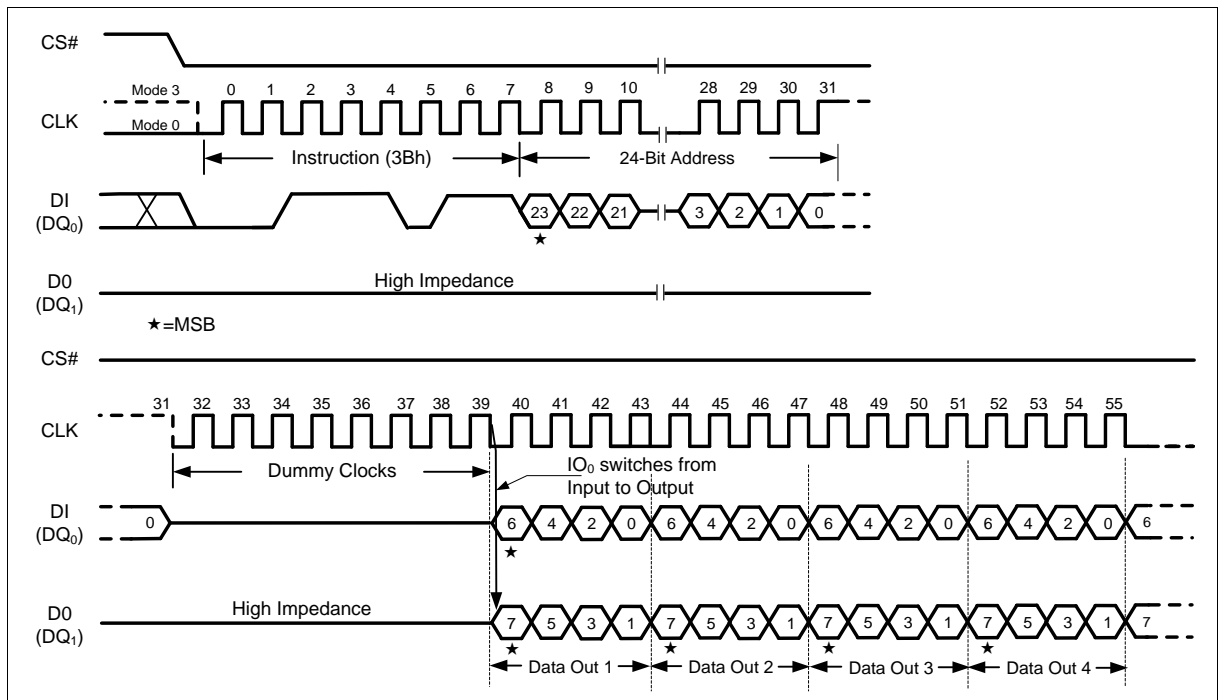 CS#
Mode 3
0 1 2 3 4 5 6 7 8 9 10 28 29 30 31
CLK
Mode 0
Instruction (3Bh) 24-Bit Address
DI
(DQ0)
23 22 21 3 2 1 0
★
D0
(DQ1)
High Impedance
★=MSB
CS#
31 32 33 34 35 36 37 38 39 40 41 42 43 44 45 46 47 48 49 50 51 52 53 54 55
CLK
Dummy Clocks
IO0 switches from
Input to Output
DI
(DQ0)
0 6 4 2 0 6 4 2 0 6 4 2 0 6 4 2 0 6
★
D0
(DQ1)
High Impedance
7 5 3 1 7 5 3 1 7 5 3 1 7 5 3 1 7
★ ★ ★ ★
Data Out 1 Data Out 2 Data Out 3 Data Out 4